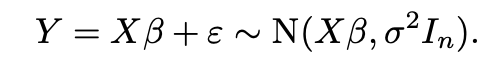 Y = Xβ + ε ∼ N(Xβ, σ²Iₙ).